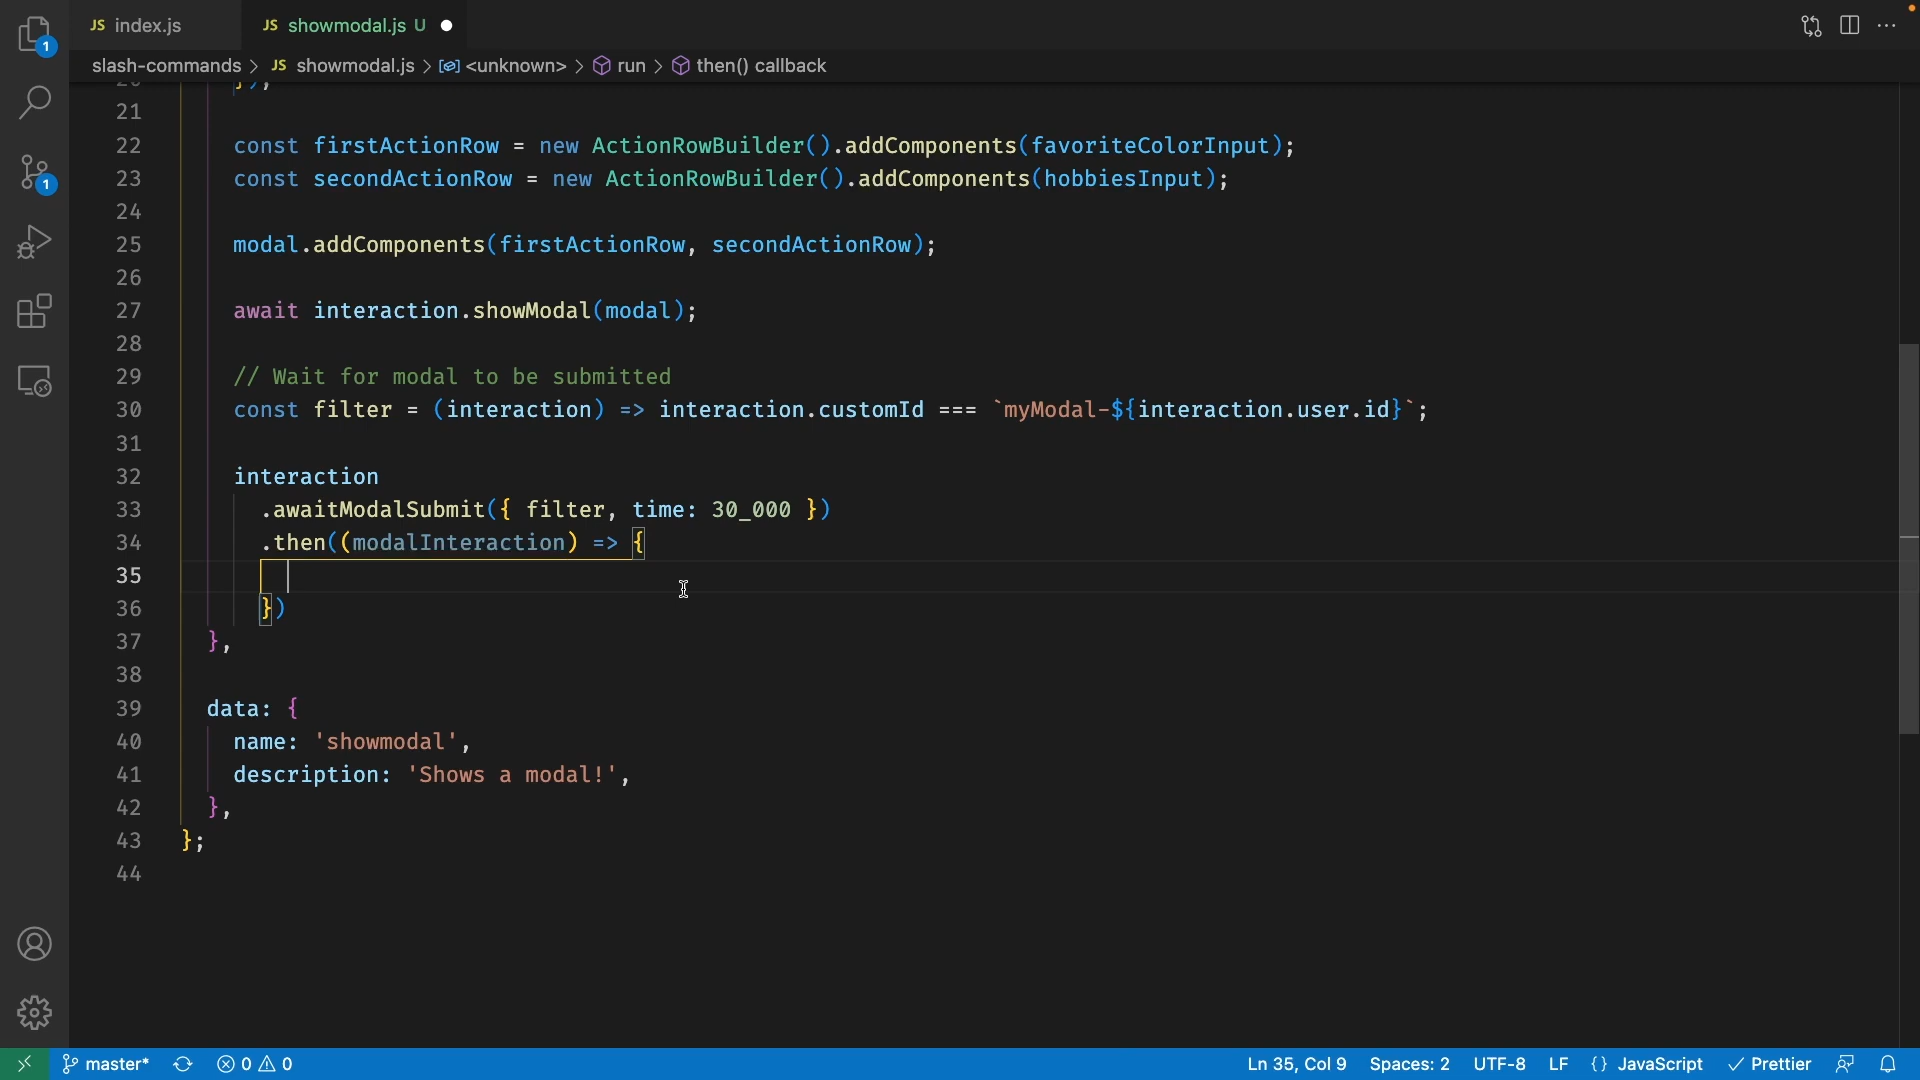 JS index.js
JS showmodal.js U
slash-commands > JS showmodal.js > <unknown> > run > then() callback
1
1
21
22 const firstActionRow = new ActionRowBuilder().addComponents(favoriteColorInput);
23 const secondActionRow = new ActionRowBuilder().addComponents(hobbiesInput);
24
25 modal.addComponents(firstActionRow, secondActionRow);
26
27 await interaction.showModal(modal);
28
29 // Wait for modal to be submitted
30 const filter = (interaction) => interaction.customId === `myModal-${interaction.user.id}`;
31
32 interaction
33 .awaitModalSubmit({ filter, time: 30_000 })
34 .then((modalInteraction) => {
35
36 })
37 },
38
39 data: {
40 name: 'showmodal',
41 description: 'Shows a modal!',
42 },
43 };
44
master* 0 0 Ln 35, Col 9 Spaces: 2 UTF-8 LF {} JavaScript Prettier